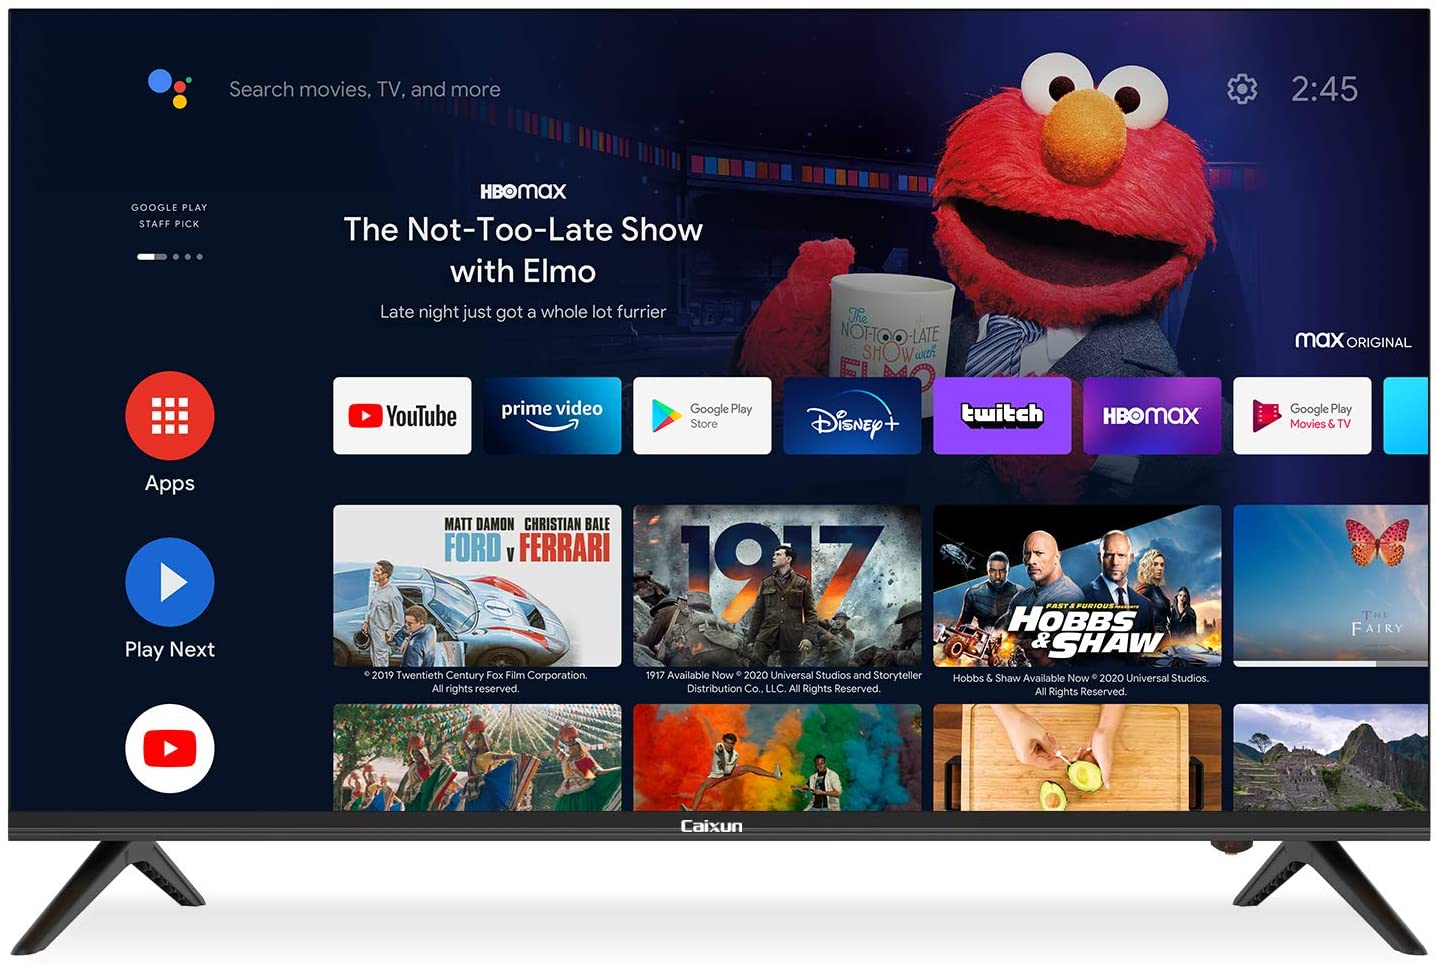 Search movies, TV, and more
2:45
GOOGLE PLAY
STAFF PICK
HBOMAX
The Not-Too-Late Show
with Elmo
Late night just got a whole lot furrier
The
NOT-TOO-LATE
SHOW with
ELMO
max ORIGINAL
Apps
YouTube
prime video
Google Play
Store
Disney+
twitch
HBOMAX
Google Play
Movies & TV
Play Next
MATT DAMON CHRISTIAN BALE
FORD v FERRARI
© 2019 Twentieth Century Fox Film Corporation.
All rights reserved.
1917
1917 Available Now © 2020 Universal Studios and Storyteller
Distribution Co., LLC. All Rights Reserved.
FAST & FURIOUS PRESENTS
HOBBS
& SHAW
Hobbs & Shaw Available Now © 2020 Universal Studios.
All Rights Reserved.
THE
FAIRY
Caixun